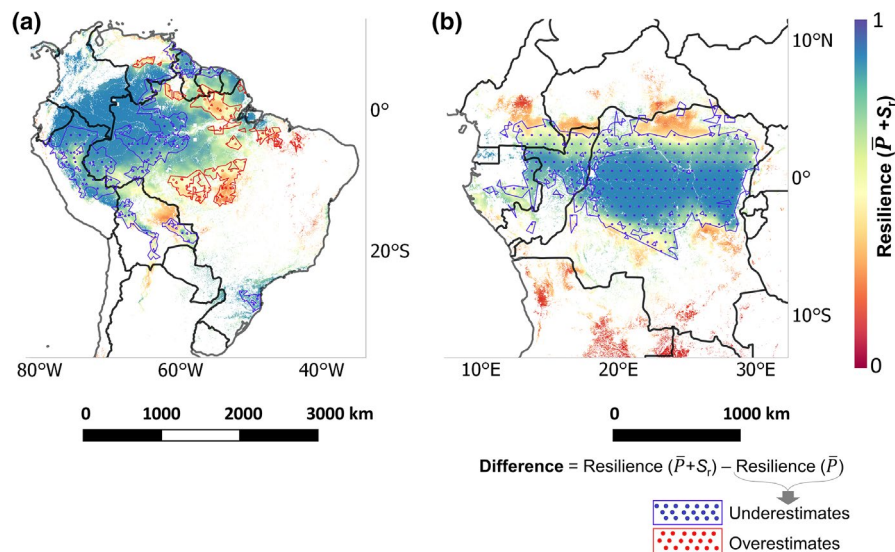 (a)
(b)
10°N
0°
0°
20°S
10°S
80°W 60°W 40°W
10°E 20°E 30°E
1
Resilience (P̅ +Sᵣ)
0
0 1000 2000 3000 km
0 1000 km
Difference = Resilience (P̅+Sᵣ) – Resilience (P̅)
Underestimates
Overestimates